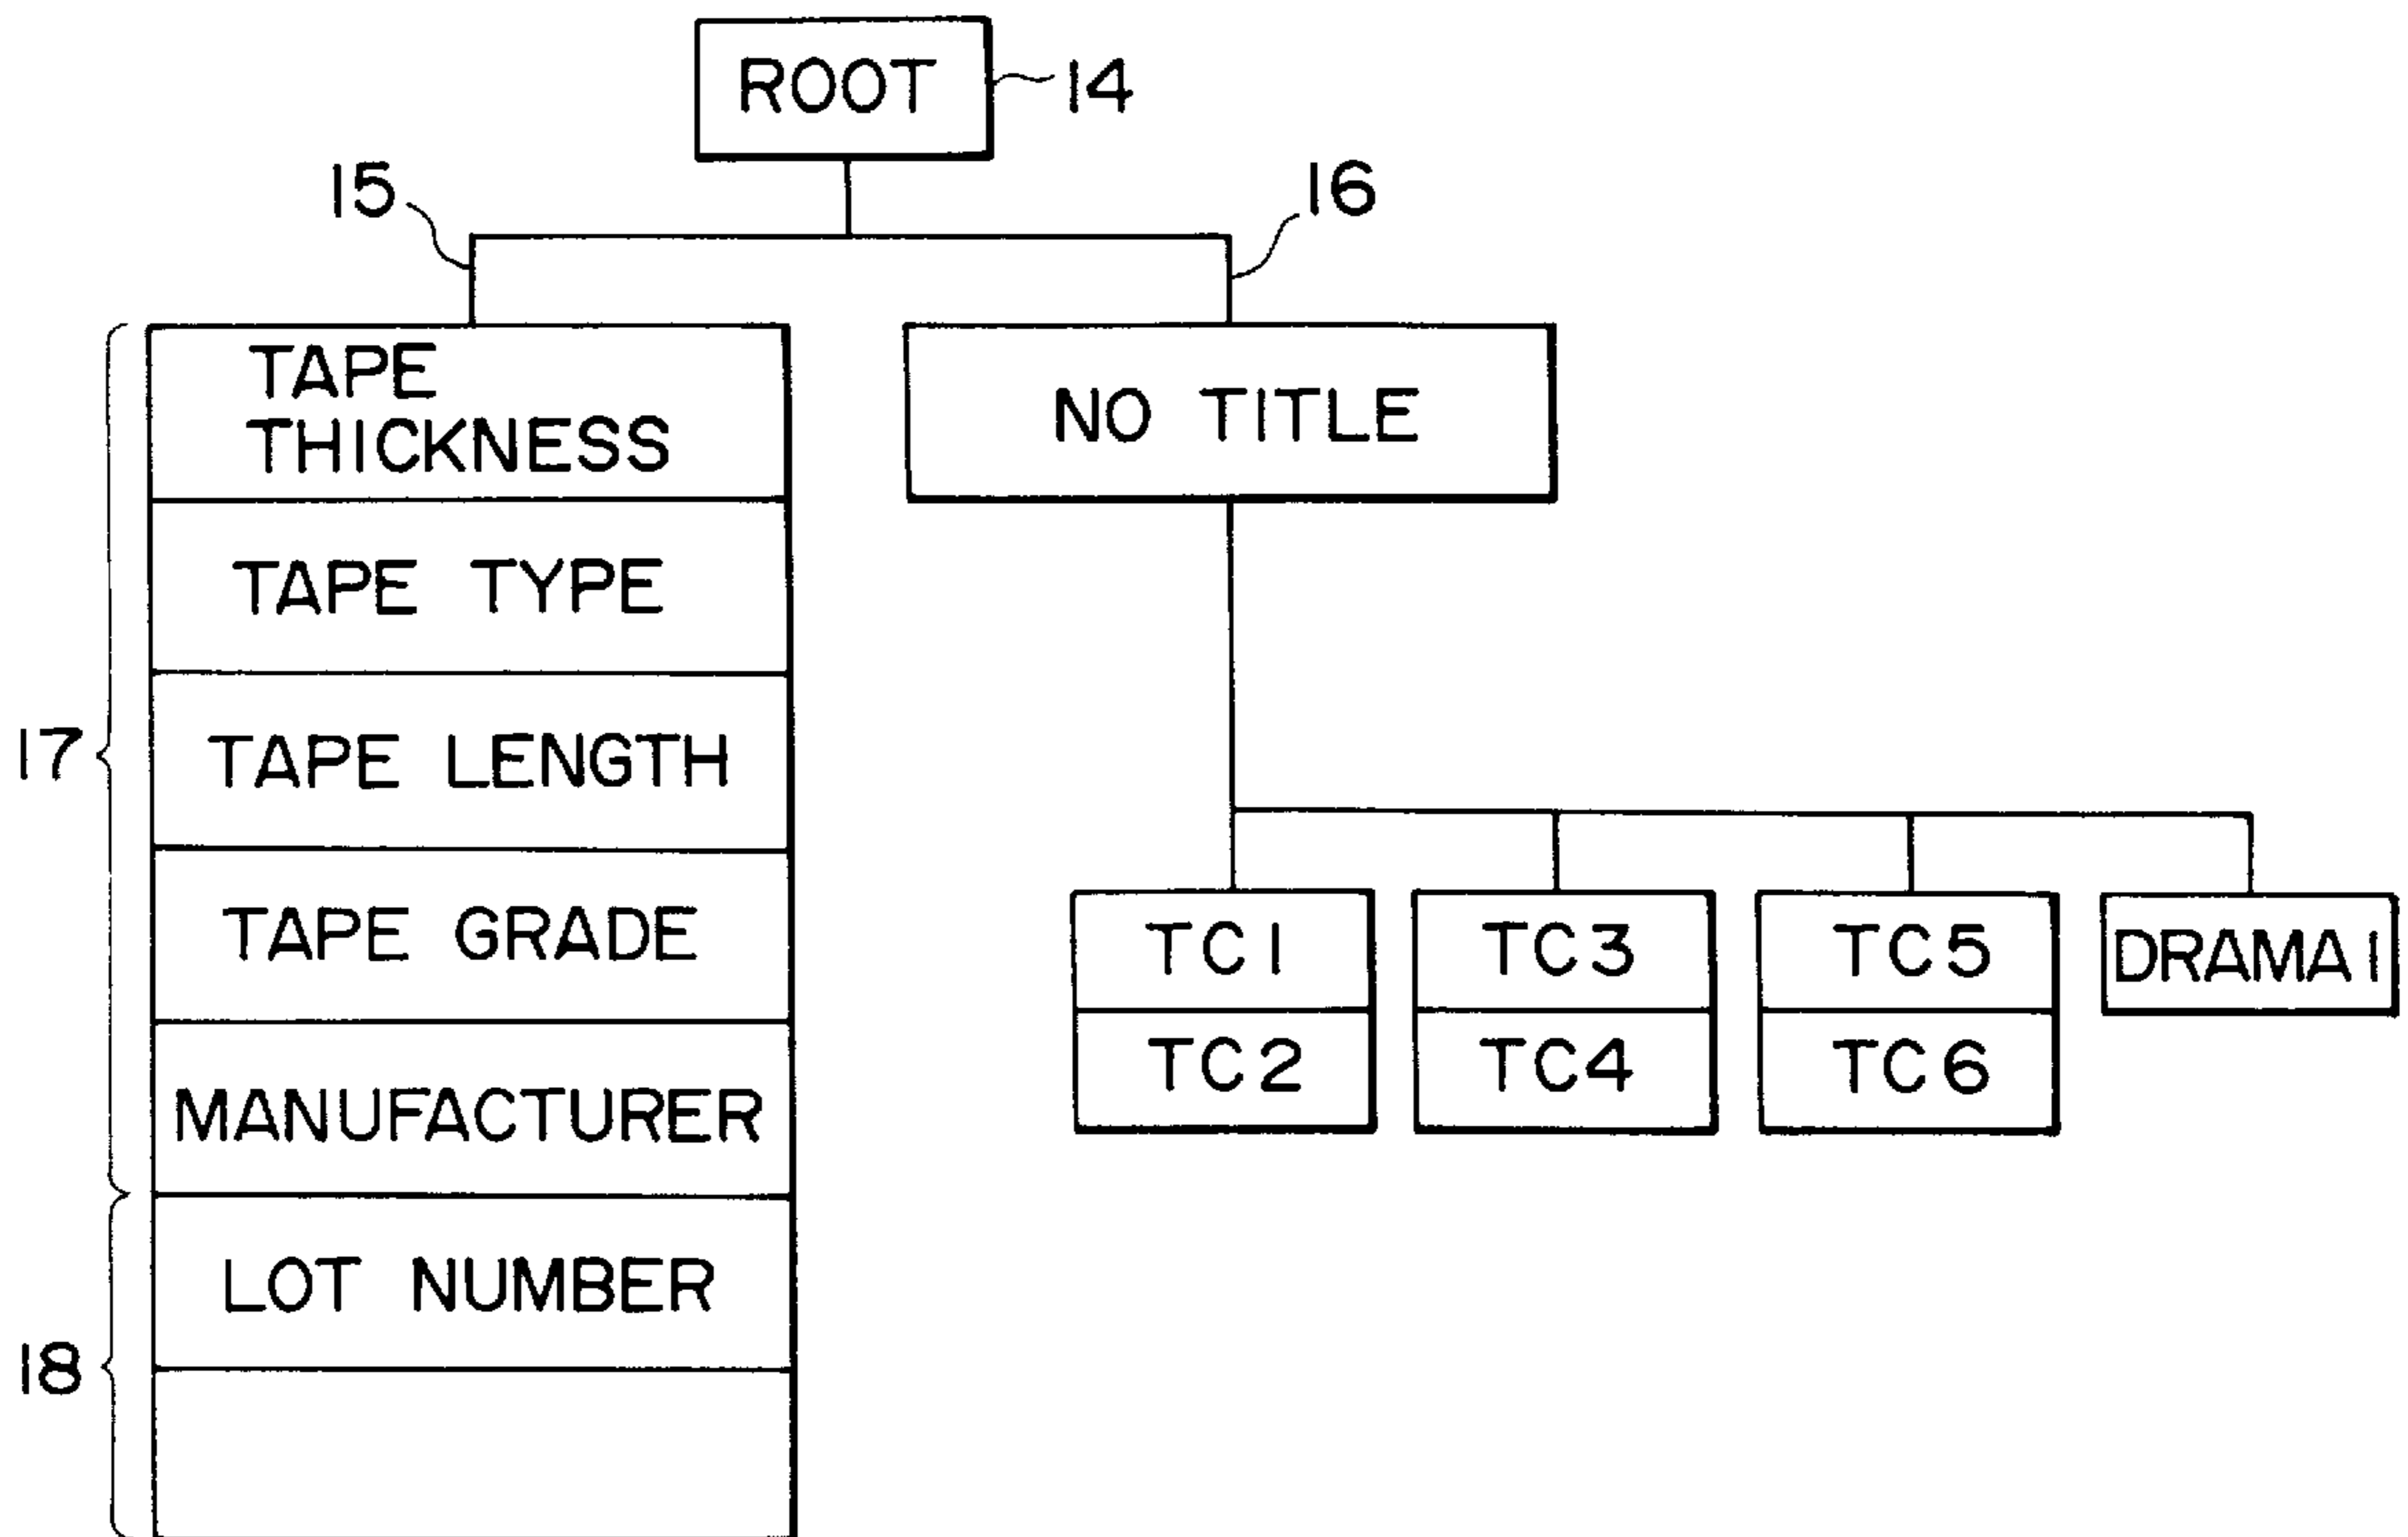 ROOT
14
15
16
TAPE
THICKNESS
NO TITLE
TAPE TYPE
17
TAPE LENGTH
TAPE GRADE
TC1
TC3
TC5
DRAMA1
TC2
TC4
TC6
MANUFACTURER
LOT NUMBER
18